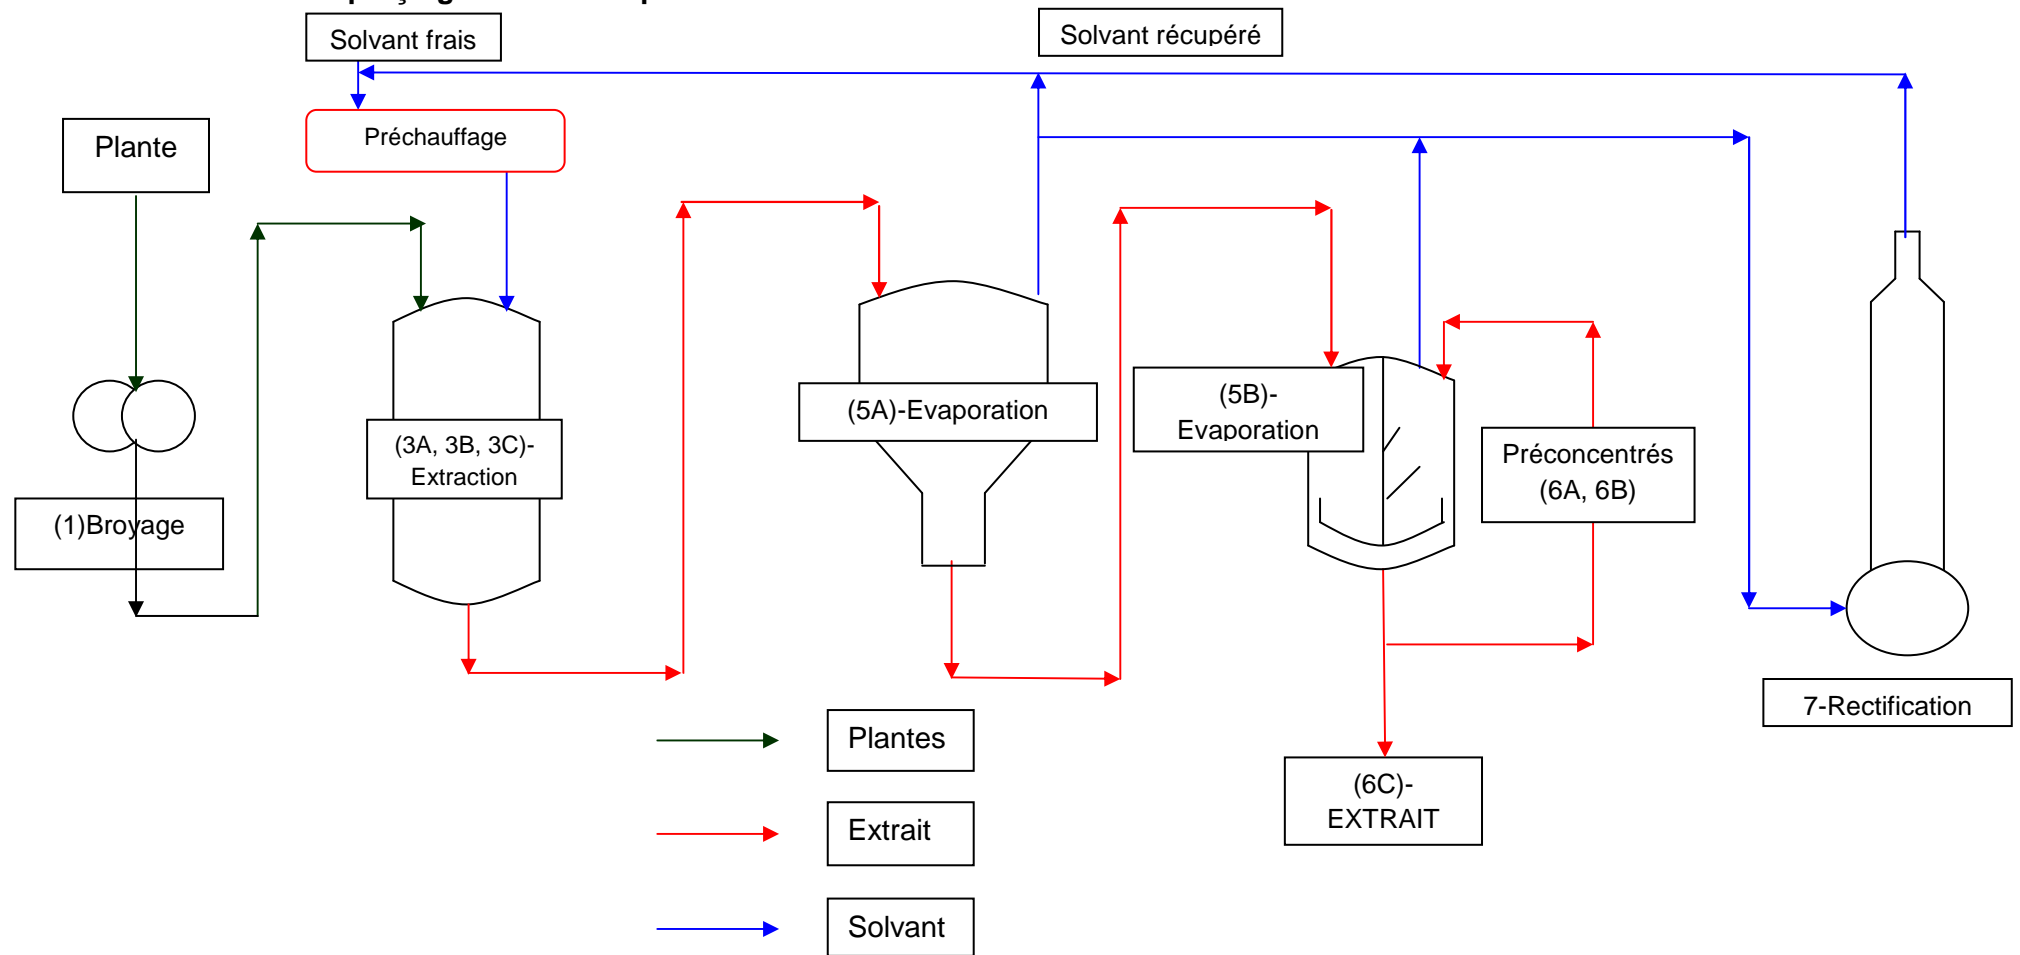 Solvant frais
Solvant récupéré
Préchauffage
Plante
(5A)-Evaporation
(5B)-
Evaporation
(3A, 3B, 3C)-
Extraction
Préconcentrés
(6A, 6B)
(1)Broyage
7-Rectification
Plantes
(6C)-
EXTRAIT
Extrait
Solvant